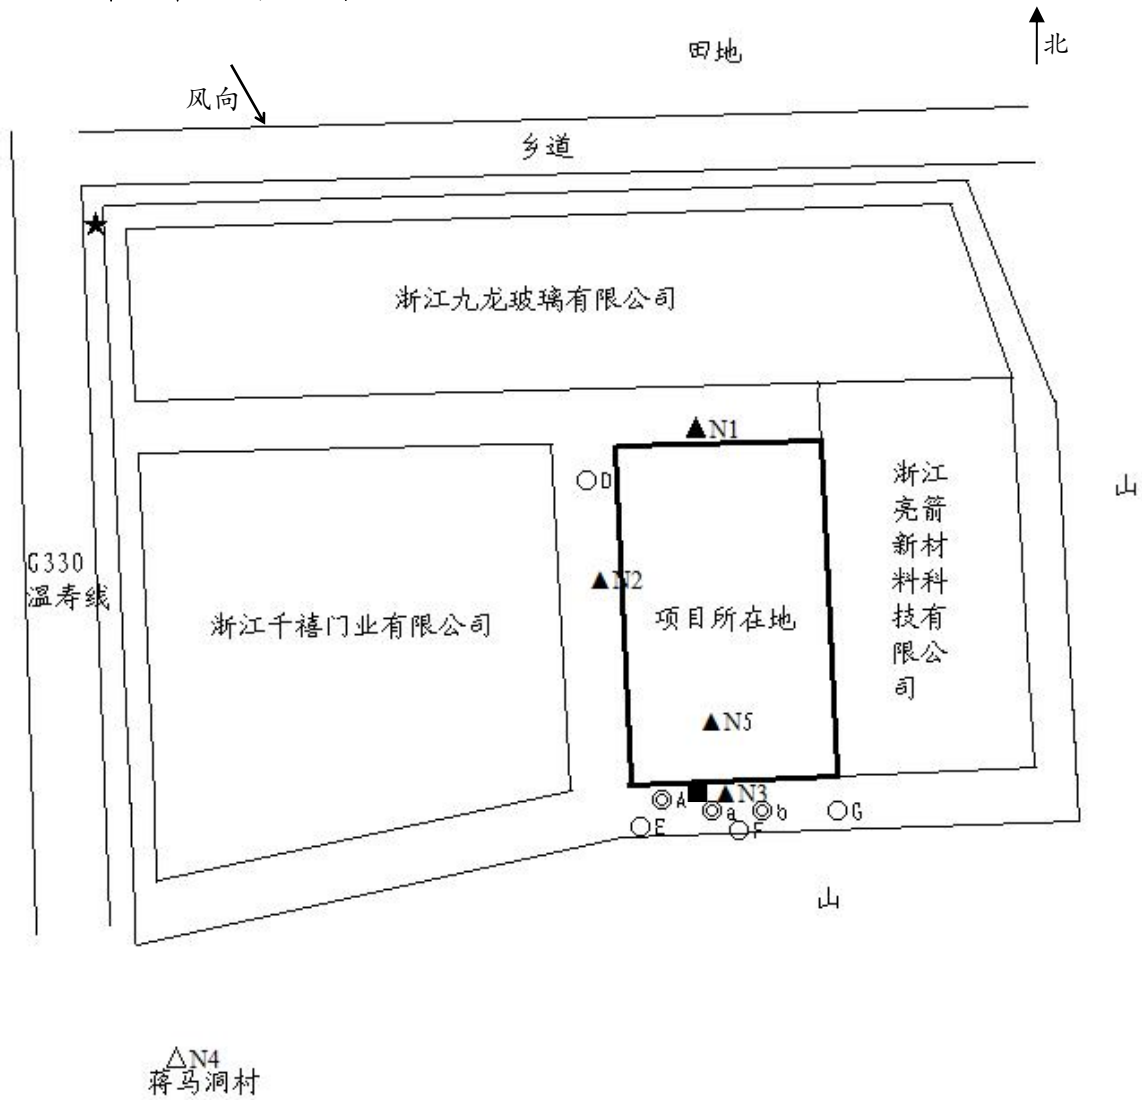 北
田地
风向
乡道
浙江九龙玻璃有限公司
N1
D
浙江
亮箭
新材
料科
技有
限公
司
山
G330
温寿线
N2
浙江千禧门业有限公司
项目所在地
N5
N3
A
a
b
G
E
F
山
N4
蒋马洞村